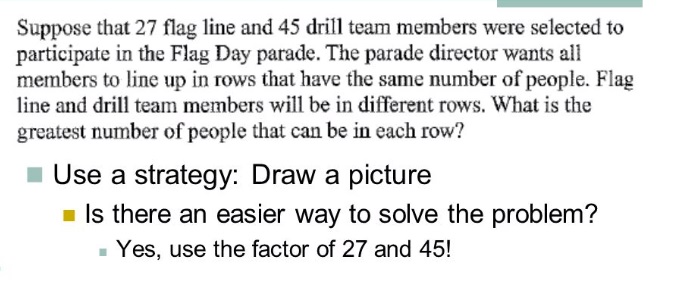 Suppose that 27 flag line and 45 drill team members were selected to
participate in the Flag Day parade. The parade director wants all
members to line up in rows that have the same number of people. Flag
line and drill team members will be in different rows. What is the
greatest number of people that can be in each row?
Use a strategy: Draw a picture
Is there an easier way to solve the problem?
Yes, use the factor of 27 and 45!